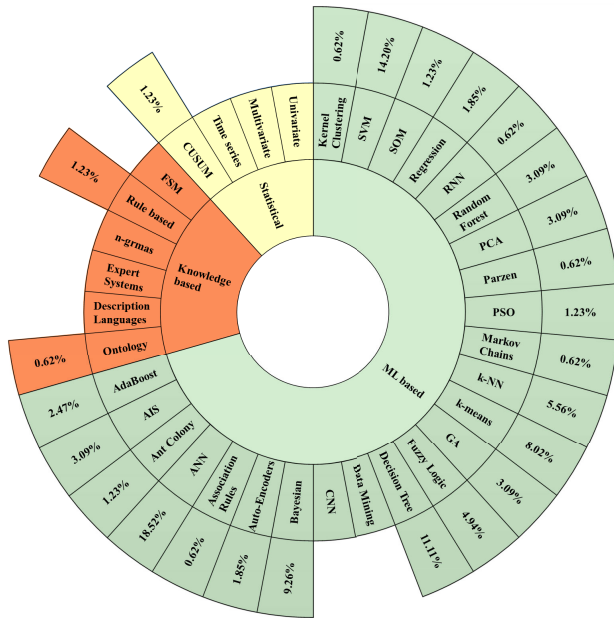 0.62%
14.20%
1.23%
1.85%
0.62%
3.09%
3.09%
0.62%
1.23%
0.62%
5.56%
8.02%
3.09%
4.94%
11.11%
9.26%
1.85%
0.62%
18.52%
1.23%
3.09%
2.47%
0.62%
1.23%
1.23%
Kernel
Clustering
SVM
SOM
Regression
RNN
Random
Forest
PCA
Parzen
PSO
Markov
Chains
k-NN
k-means
GA
Fuzzy Logic
Decision Tree
Data Mining
CNN
Bayesian
Auto-Encoders
Association
Rules
ANN
Ant Colony
AIS
AdaBoost
Ontology
Description
Languages
Expert
Systems
n-grmas
Rule based
FSM
CUSUM
Time series
Multivariate
Univariate
Statistical
Knowledge
based
ML based